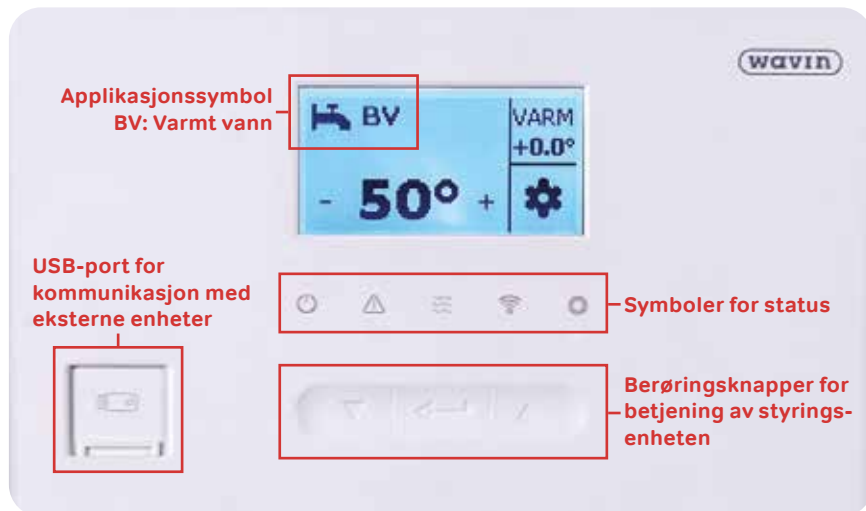 wavin
Applikasjonssymbol
BV: Varmt vann
BV
VARM
+0.0°
- 50° +
USB-port for
kommunikasjon med
eksterne enheter
Symboler for status
Berøringsknapper for
betjening av styrings-
enheten